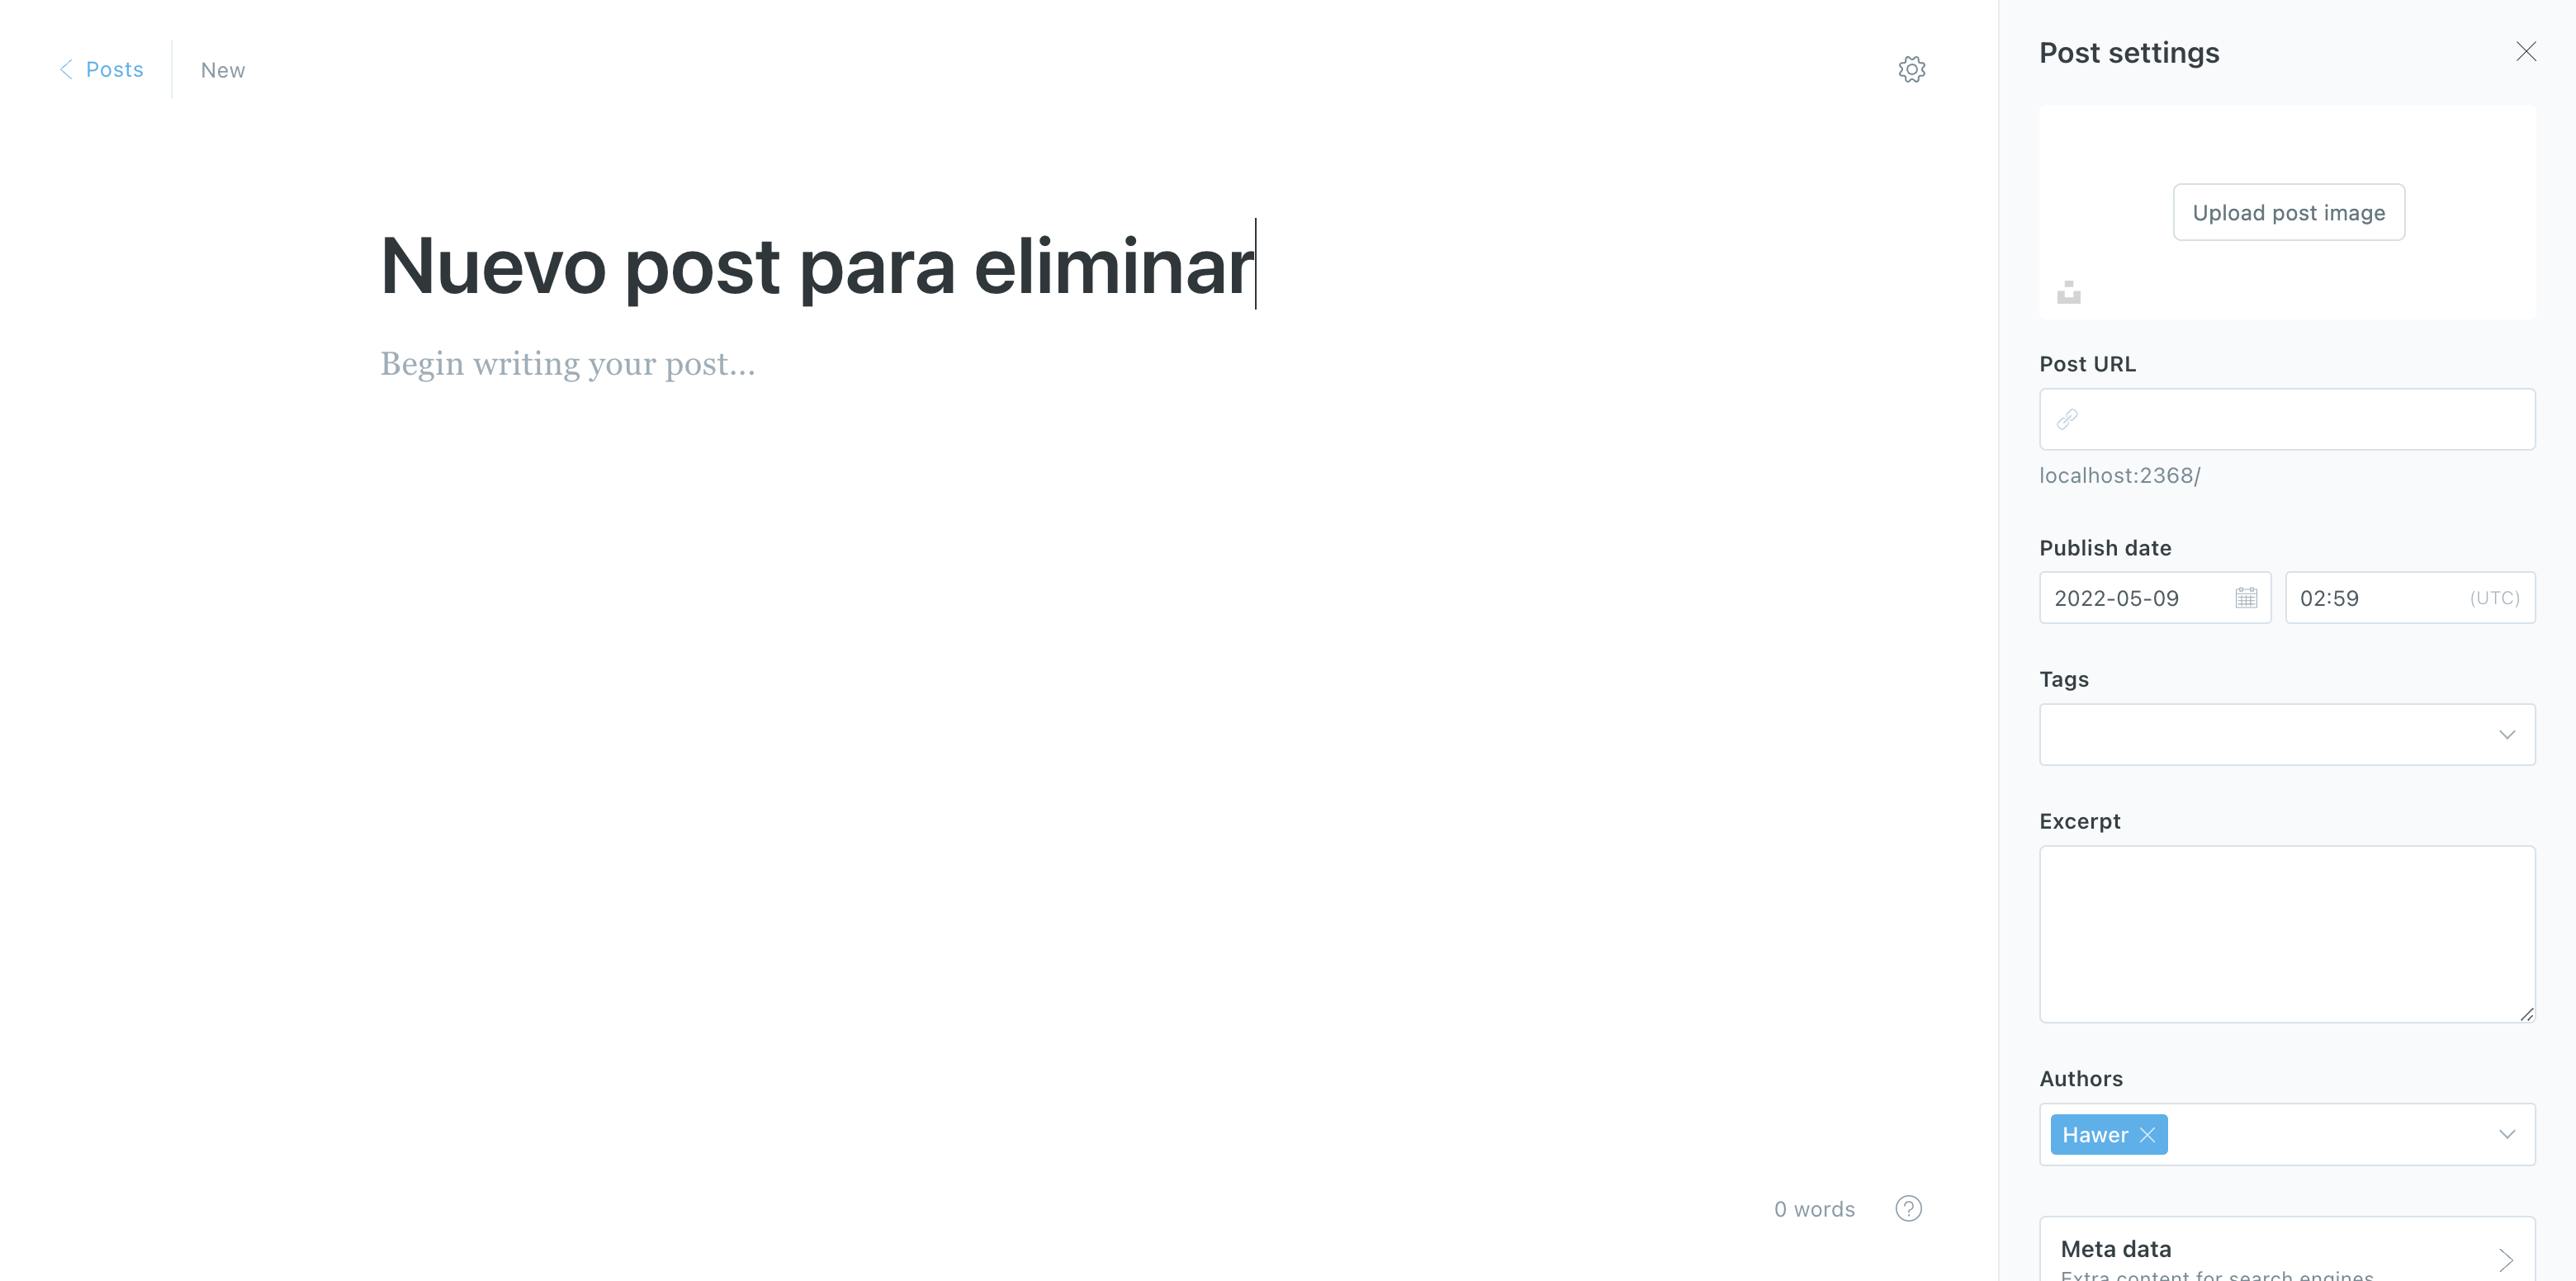 Posts
New
Nuevo post para eliminar
Begin writing your post...
0 words
Post settings
Upload post image
Post URL
localhost:2368/
Publish date
2022-05-09
02:59
(UTC)
Tags
Excerpt
Authors
Hawer
Meta data
Extra content for search engines